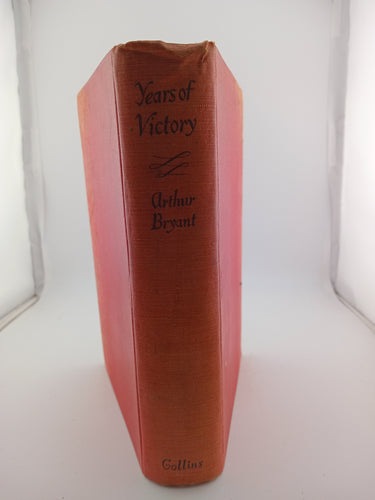 Years of
Victory
Arthur
Bryant
Collins